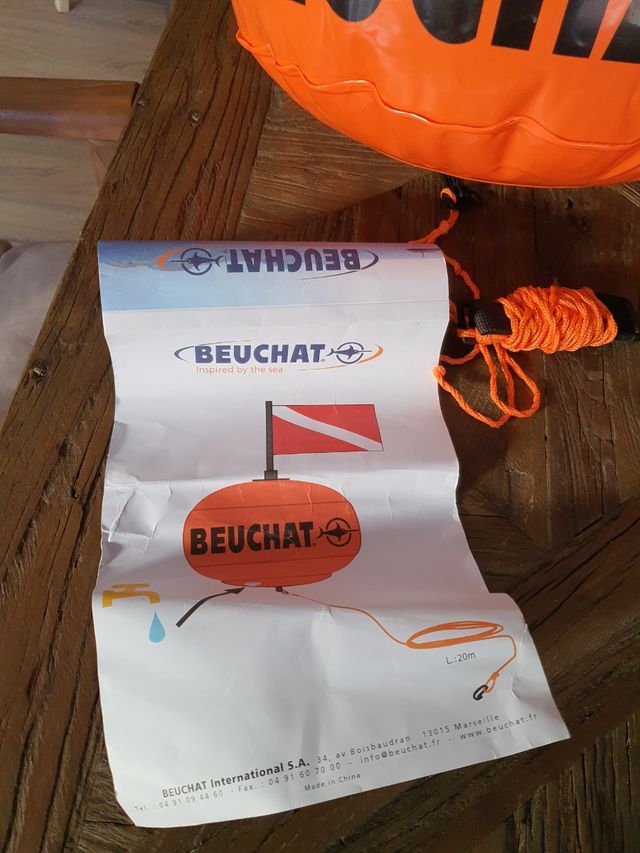 BEUCHAT
BEUCHAT
Inspired by the sea
BEUCHAT
L.:20m
BEUCHAT International S.A. 34, av Boisbaudran 13015 Marseille
Tel. : 04 91 09 44 60 - Fax. : 04 91 60 70 00 - info@beuchat.fr - www.beuchat.fr
Made in China